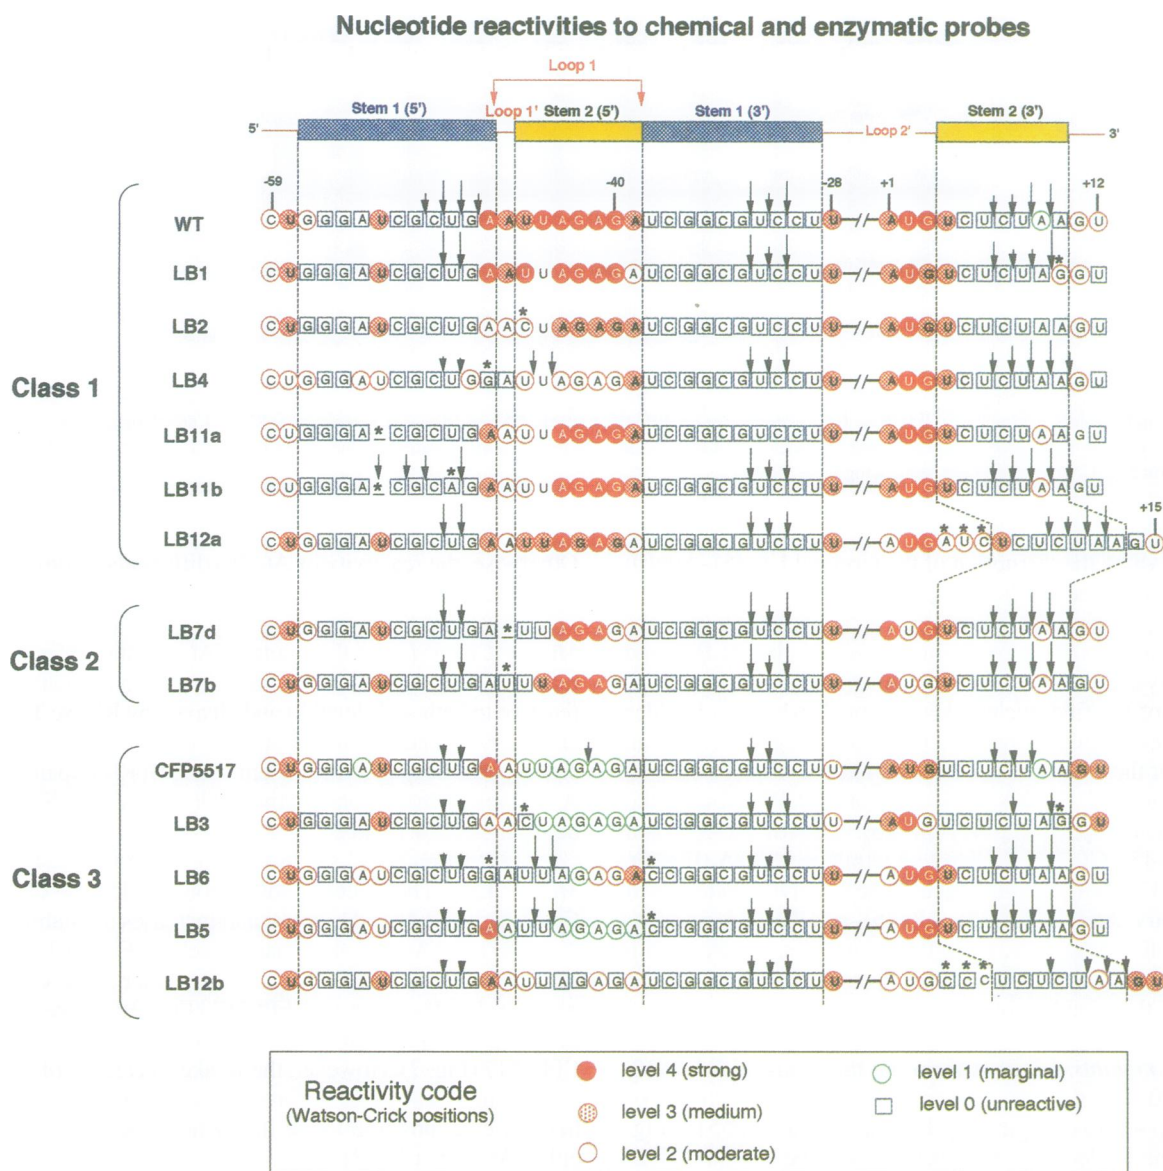 Nucleotide reactivities to chemical and enzymatic probes
Loop 1
5' Stem 1 (5') Loop 1' Stem 2 (5') Stem 1 (3') Loop 2' Stem 2 (3') 3'
-59 -40 -28 +1 +12
Class 1
WT C U G G G A U C G C U G A A U U A G A G A U C G G C G U C C U U // A U G U C U C U A A G U
*
LB1 C U G G G A U C G C U G A A U U A G A G A U C G G C G U C C U U // A U G U C U C U A G G U
*
LB2 C U G G G A U C G C U G A A C U A G A G A U C G G C G U C C U U // A U G U C U C U A A G U
*
LB4 C U G G G A U C G C U G G A U U A G A G A U C G G C G U C C U U // A U G U C U C U A A G U
LB11a C U G G G A * C G C U G A A U U A G A G A U C G G C G U C C U U // A U G U C U C U A A G U
*
LB11b C U G G G A * C G C A G A A U U A G A G A U C G G C G U C C U U // A U G U C U C U A A G U
+15
* * *
LB12a C U G G G A U C G C U G A A U U A G A G A U C G G C G U C C U U // A U G A U C U C U C U A A G U
Class 2
LB7d C U G G G A U C G C U G A * U U A G A G A U C G G C G U C C U U // A U G U C U C U A A G U
*
LB7b C U G G G A U C G C U G A U U U A G A G A U C G G C G U C C U U // A U G U C U C U A A G U
Class 3
CFP5517 C U G G G A U C G C U G A A U U A G A G A U C G G C G U C C U U // A U G U C U C U A A G U
* *
LB3 C U G G G A U C G C U G A A C U A G A G A U C G G C G U C C U U // A U G U C U C U A G G U
* *
LB6 C U G G G A U C G C U G G A U U A G A G A C C G G C G U C C U U // A U G U C U C U A A G U
*
LB5 C U G G G A U C G C U G A A U U A G A G A C C G G C G U C C U U // A U G U C U C U A A G U
* * *
LB12b C U G G G A U C G C U G A A U U A G A G A U C G G C G U C C U U // A U G C C C U C U C U A A G U
Reactivity code
(Watson-Crick positions)
level 4 (strong)
level 3 (medium)
level 2 (moderate)
level 1 (marginal)
level 0 (unreactive)